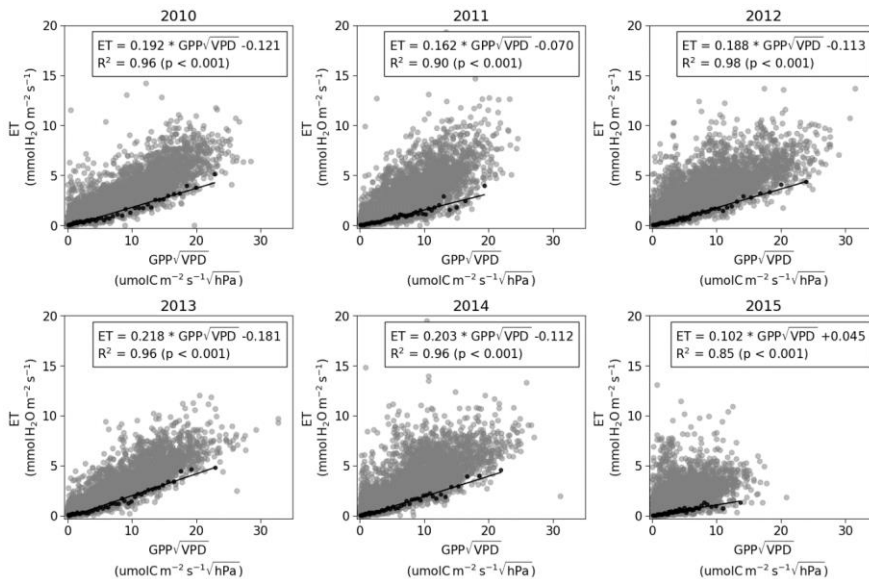 2010
20
15
10
5
0
ET
(mmol H₂O m⁻² s⁻¹)
ET = 0.192 * GPP√VPD -0.121
R² = 0.96 (p < 0.001)
0 10 20 30
GPP√VPD
(umolC m⁻² s⁻¹√hPa)
2011
20
15
10
5
0
ET
(mmol H₂O m⁻² s⁻¹)
ET = 0.162 * GPP√VPD -0.070
R² = 0.90 (p < 0.001)
0 10 20 30
GPP√VPD
(umolC m⁻² s⁻¹√hPa)
2012
20
15
10
5
0
ET
(mmol H₂O m⁻² s⁻¹)
ET = 0.188 * GPP√VPD -0.113
R² = 0.98 (p < 0.001)
0 10 20 30
GPP√VPD
(umolC m⁻² s⁻¹√hPa)
2013
20
15
10
5
0
ET
(mmol H₂O m⁻² s⁻¹)
ET = 0.218 * GPP√VPD -0.181
R² = 0.96 (p < 0.001)
0 10 20 30
GPP√VPD
(umolC m⁻² s⁻¹√hPa)
2014
20
15
10
5
0
ET
(mmol H₂O m⁻² s⁻¹)
ET = 0.203 * GPP√VPD -0.112
R² = 0.96 (p < 0.001)
0 10 20 30
GPP√VPD
(umolC m⁻² s⁻¹√hPa)
2015
20
15
10
5
0
ET
(mmol H₂O m⁻² s⁻¹)
ET = 0.102 * GPP√VPD +0.045
R² = 0.85 (p < 0.001)
0 10 20 30
GPP√VPD
(umolC m⁻² s⁻¹√hPa)